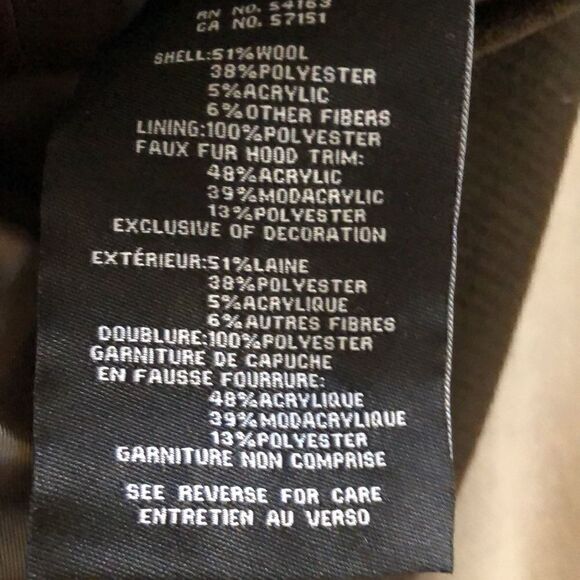 RN NO. 54163
CA NO. 57151
SHELL:51%WOOL
38%POLYESTER
5%ACRYLIC
6%OTHER FIBERS
LINING:100%POLYESTER
FAUX FUR HOOD TRIM:
48%ACRYLIC
39%MODACRYLIC
13%POLYESTER
EXCLUSIVE OF DECORATION
EXTÉRIEUR:51%LAINE
38%POLYESTER
5%ACRYLIQUE
6%AUTRES FIBRES
DOUBLURE:100%POLYESTER
GARNITURE DE CAPUCHE
EN FAUSSE FOURRURE:
48%ACRYLIQUE
39%MODACRYLIQUE
13%POLYESTER
GARNITURE NON COMPRISE
SEE REVERSE FOR CARE
ENTRETIEN AU VERSO